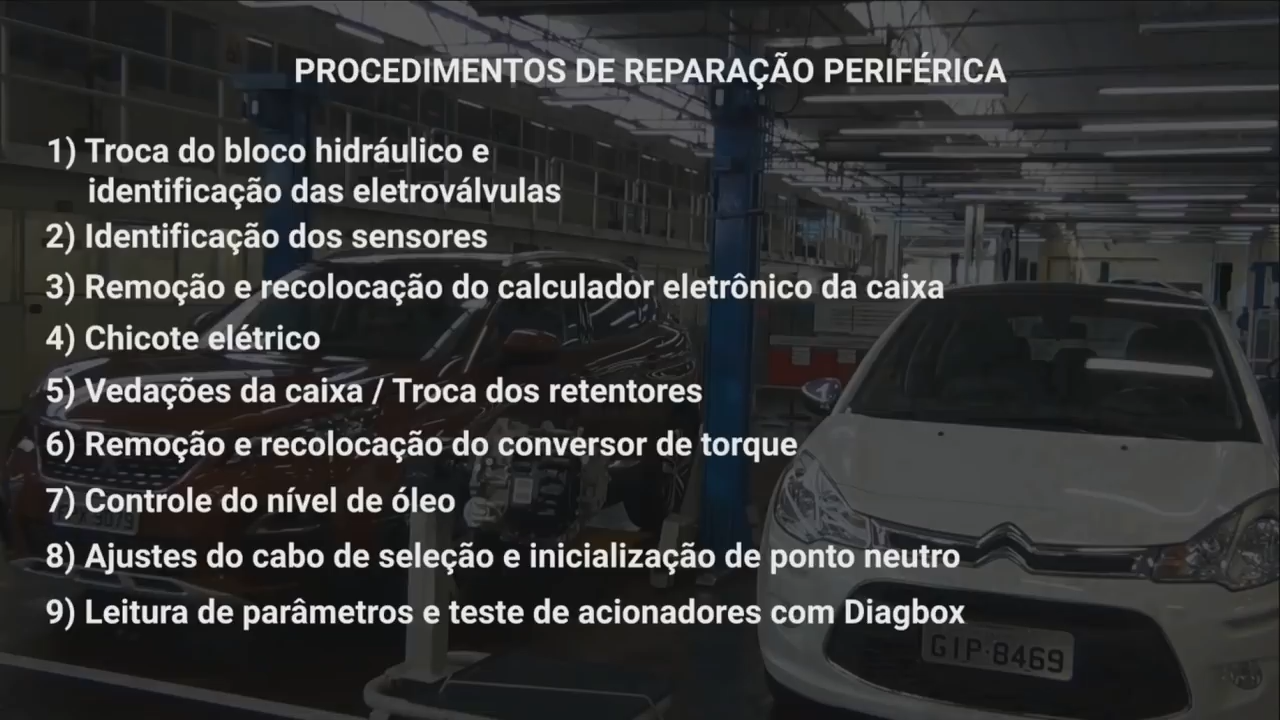 PROCEDIMENTOS DE REPARAÇÃO PERIFÉRICA
1) Troca do bloco hidráulico e
identificação das eletroválvulas
2) Identificação dos sensores
3) Remoção e recolocação do calculador eletrônico da caixa
4) Chicote elétrico
5) Vedações da caixa / Troca dos retentores
6) Remoção e recolocação do conversor de torque
7) Controle do nível de óleo
8) Ajustes do cabo de seleção e inicialização de ponto neutro
9) Leitura de parâmetros e teste de acionadores com Diagbox
GIP·8469